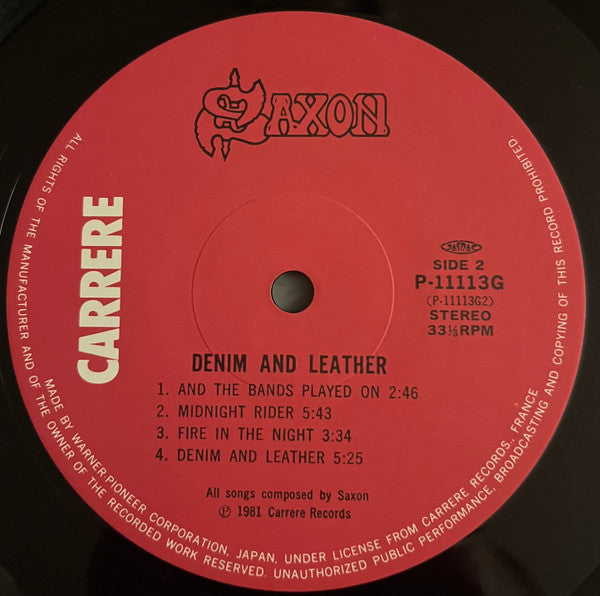 SAXON
CARRERE
JASRAC
SIDE 2
P-11113G
(P-11113G2)
STEREO
33⅓RPM
DENIM AND LEATHER
1. AND THE BANDS PLAYED ON 2:46
2. MIDNIGHT RIDER 5:43
3. FIRE IN THE NIGHT 3:34
4. DENIM AND LEATHER 5:25
All songs composed by Saxon
℗ 1981 Carrere Records
ALL RIGHTS OF THE MANUFACTURER AND OF THE OWNER OF THE RECORDED WORK RESERVED. UNAUTHORIZED PUBLIC PERFORMANCE, BROADCASTING AND COPYING OF THIS RECORD PROHIBITED.
MADE BY WARNER-PIONEER CORPORATION, JAPAN, UNDER LICENSE FROM CARRERE RECORDS, FRANCE